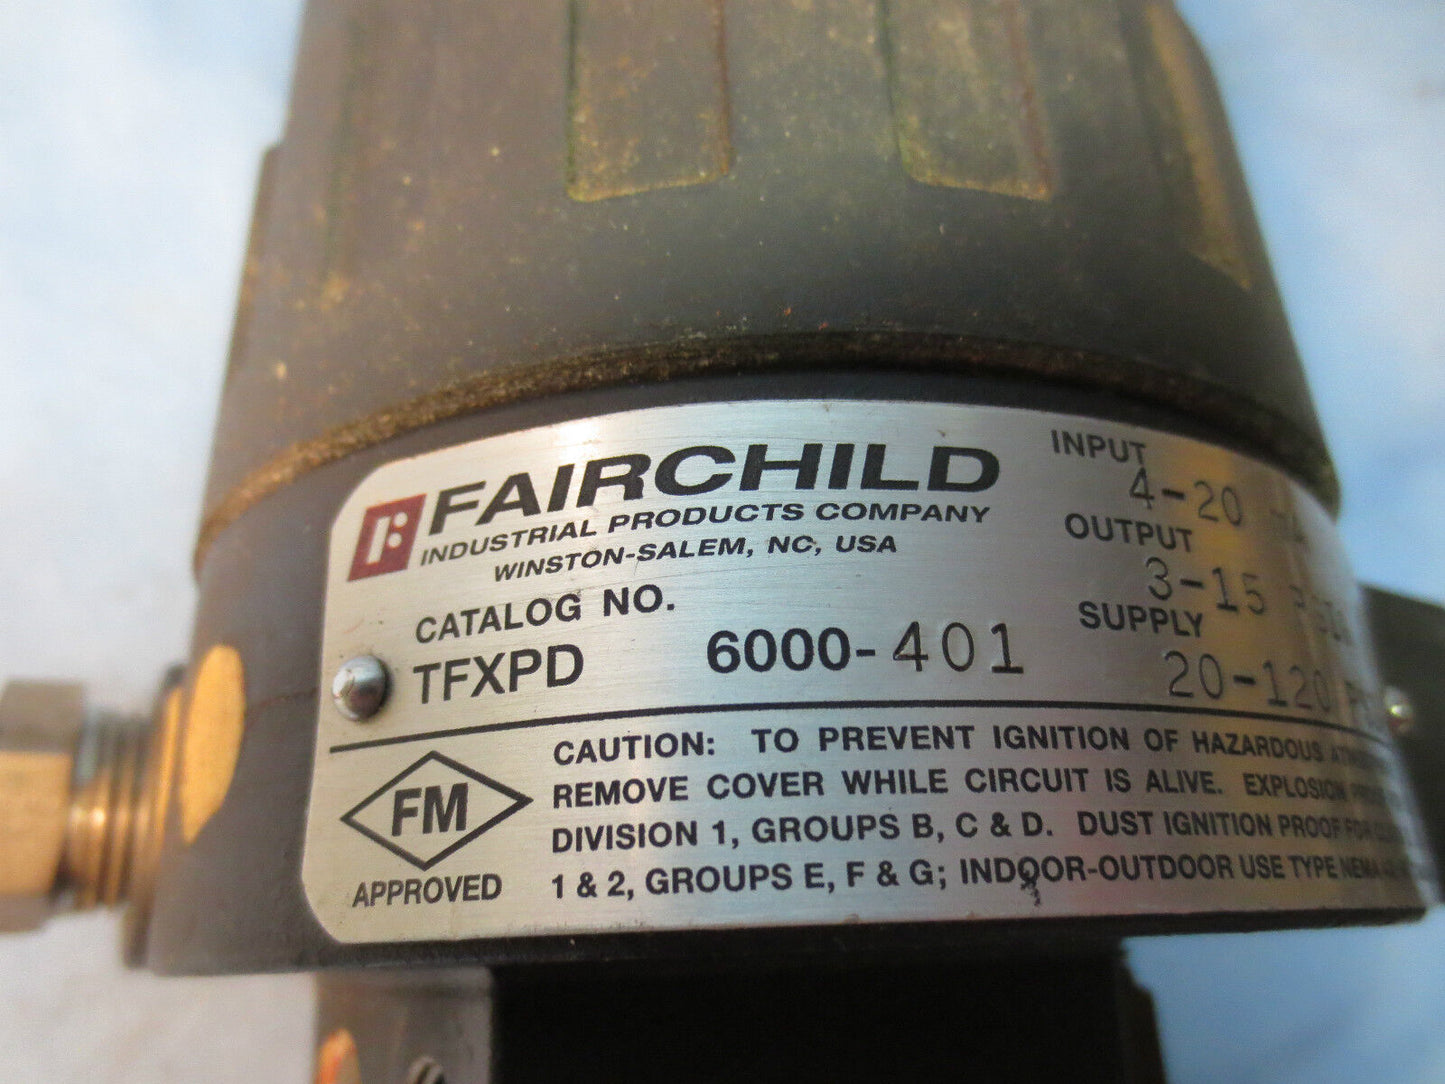 FAIRCHILD
INDUSTRIAL PRODUCTS COMPANY
WINSTON-SALEM, NC, USA
CATALOG NO.
TFXPD 6000-401
INPUT
4-20
OUTPUT
3-15
SUPPLY
20-120
FM
APPROVED
CAUTION: TO PREVENT IGNITION OF HAZARDOUS
REMOVE COVER WHILE CIRCUIT IS ALIVE. EXPLOSION
DIVISION 1, GROUPS B, C & D. DUST IGNITION PROOF FOR
1 & 2, GROUPS E, F & G; INDOOR-OUTDOOR USE TYPE NEMA